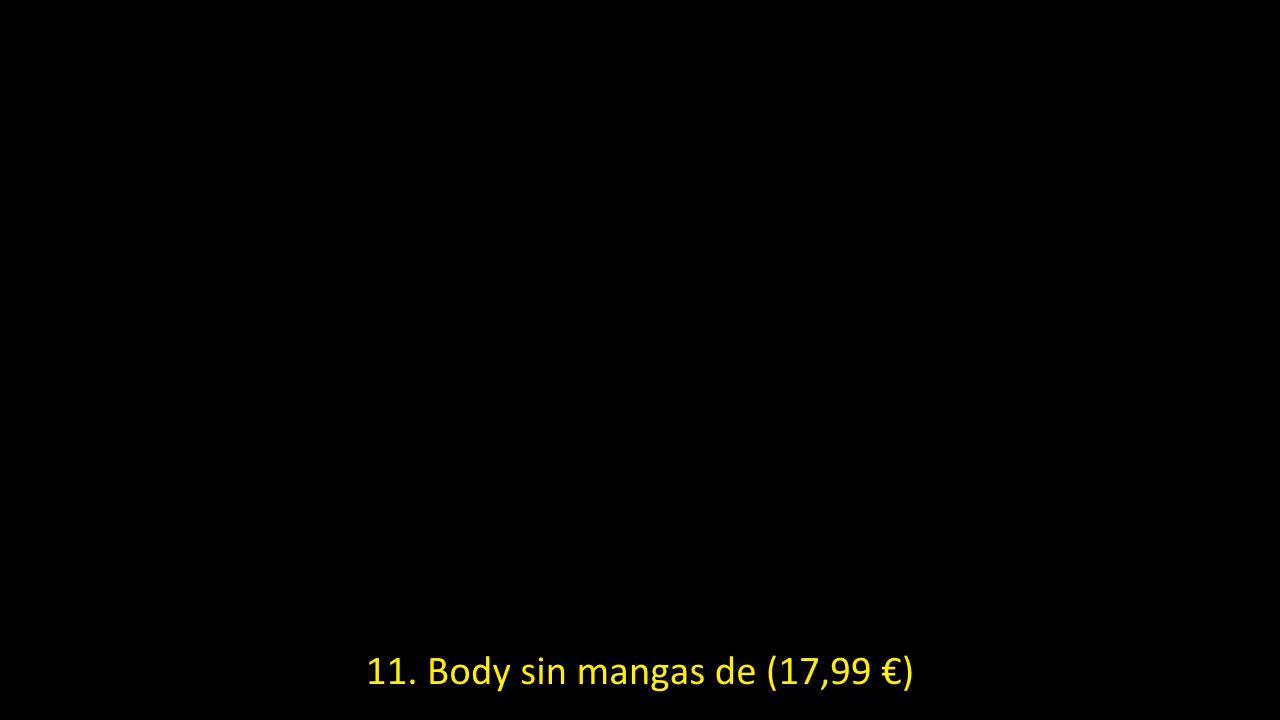 11. Body sin mangas de (17,99 €)